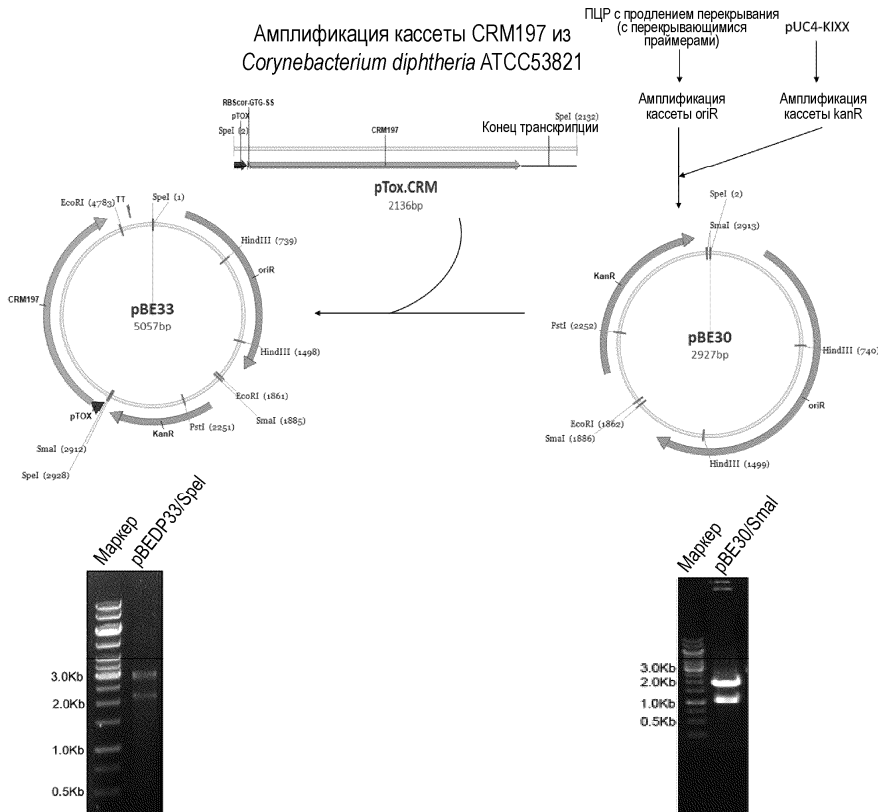 Амплификация кассеты CRM197 из
Corynebacterium diphtheria ATCC53821
ПЦР с продлением перекрывания
(с перекрывающимися
праймерами)
pUC4-KIXX
Амплификация
кассеты oriR
Амплификация
кассеты kanR
RBScor-GTG-SS
pTOX
SpeI (2)
CRM197
SpeI (2132)
Конец транскрипции
pTox.CRM
2136bp
EcoRI (4783)
TT
SpeI (1)
HindIII (739)
oriR
CRM197
pBE33
5057bp
HindIII (1498)
EcoRI (1861)
SmaI (1885)
PstI (2251)
KanR
pTOX
SmaI (2912)
SpeI (2928)
SpeI (2)
SmaI (2913)
KanR
PstI (2252)
pBE30
2927bp
HindIII (740)
oriR
EcoRI (1862)
SmaI (1886)
HindIII (1499)
Маркер
pBEDP33/SpeI
3.0Kb
2.0Kb
1.0Kb
0.5Kb
Маркер
pBE30/SmaI
3.0Kb
2.0Kb
1.0Kb
0.5Kb